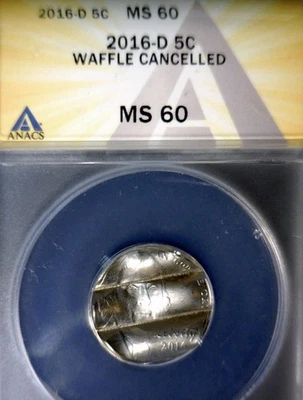 2016-D 5C MS 60
2016-D 5C
WAFFLE CANCELLED
ANACS
MS 60